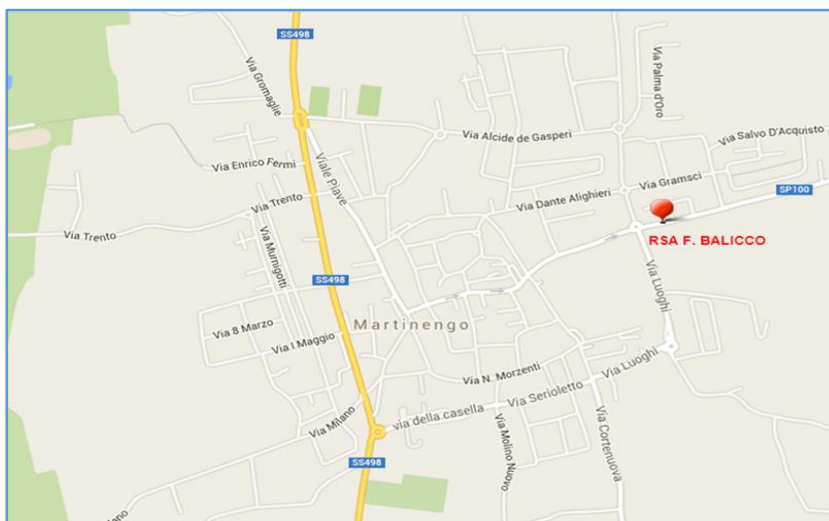 SS498
Via Gromaglie
Via Palma d'Oro
Via Alcide de Gasperi
Via Salvo D'Acquisto
Via Enrico Fermi
Viale Piave
Via Gramsci
SP100
Via Trento
Via Dante Alighieri
Via Trento
RSA F. BALICCO
Via Murnigotti
SS498
Via Luoghi
Martinengo
Via 8 Marzo
Via I Maggio
Via Luoghi
Via N. Morzenti
Via Serioletto
via della casella
Via Milano
Via Molino Nuovo
Via Cortenuova
SS498